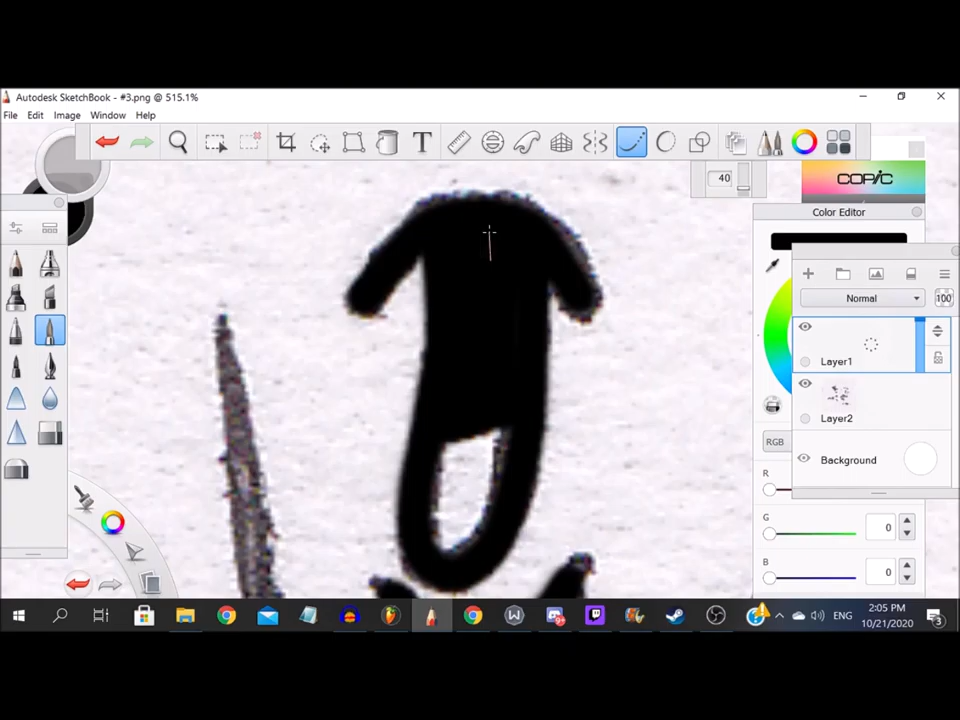 Autodesk SketchBook - #3.png @ 515.1%
File Edit Image Window Help
T
40
COPIC
Color Editor
Normal
100
Layer1
Layer2
Background
RGB
R
G
0
B
0
ENG
2:05 PM
10/21/2020
3